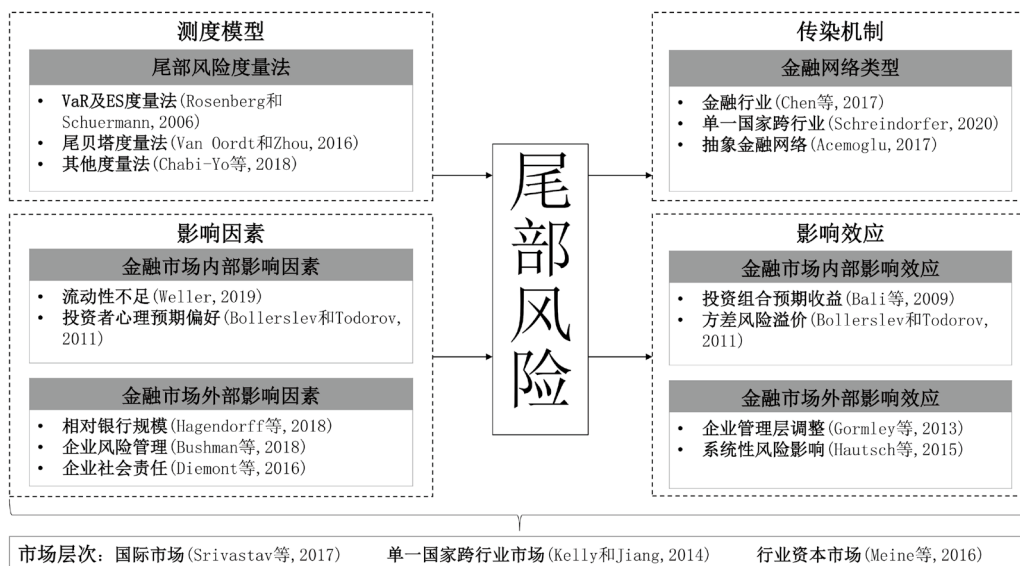 测度模型
尾部风险度量法
• VaR及ES度量法(Rosenberg和
Schuermann,2006)
• 尾贝塔度量法(Van Oordt和Zhou,2016)
• 其他度量法(Chabi-Yo等,2018)
影响因素
金融市场内部影响因素
• 流动性不足(Weller,2019)
• 投资者心理预期偏好(Bollerslev和Todorov,
2011)
金融市场外部影响因素
• 相对银行规模(Hagendorff等,2018)
• 企业风险管理(Bushman等,2018)
• 企业社会责任(Diemont等,2016)
尾部风险
传染机制
金融网络类型
• 金融行业(Chen等,2017)
• 单一国家跨行业(Schreindorfer,2020)
• 抽象金融网络(Acemoglu,2017)
影响效应
金融市场内部影响效应
• 投资组合预期收益(Bali等,2009)
• 方差风险溢价(Bollerslev和Todorov,
2011)
金融市场外部影响效应
• 企业管理层调整(Gormley等,2013)
• 系统性风险影响(Hautsch等,2015)
市场层次：国际市场(Srivastav等,2017) 单一国家跨行业市场(Kelly和Jiang,2014) 行业资本市场(Meine等,2016)